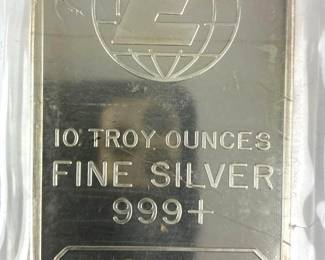 10 TROY OUNCES
FINE SILVER
999+